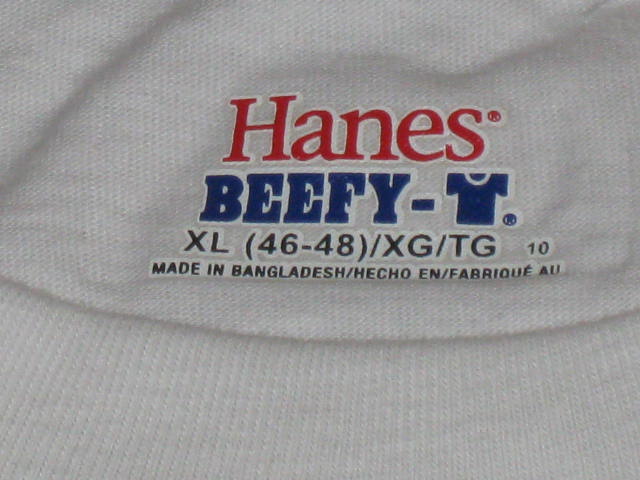 Hanes®
BEEFY-®
XL (46-48)/XG/TG 10
MADE IN BANGLADESH/HECHO EN/FABRIQUÉ AU